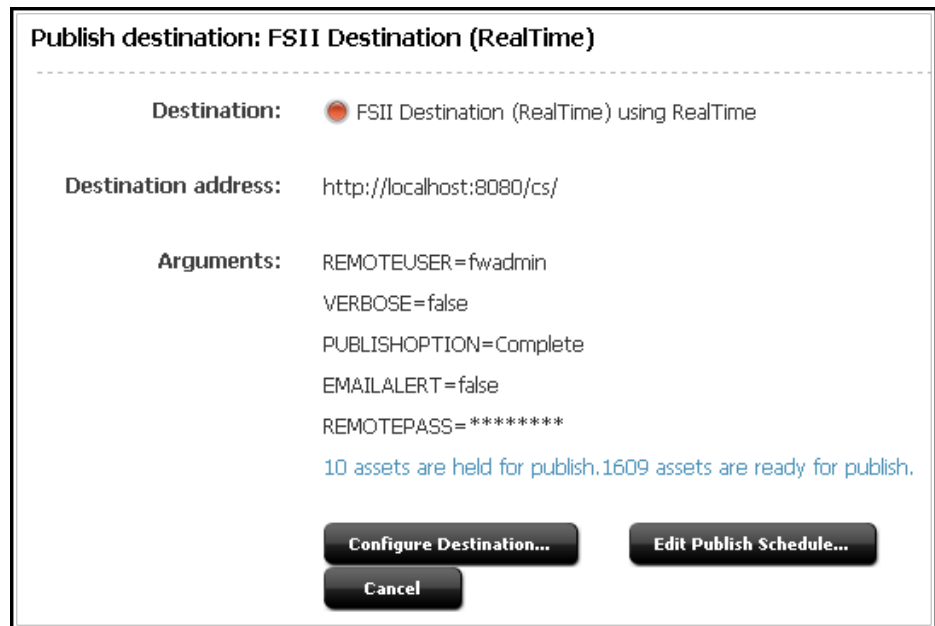 Publish destination: FSII Destination (RealTime)
Destination: FSII Destination (RealTime) using RealTime
Destination address: http://localhost:8080/cs/
Arguments: REMOTEUSER=fwadmin
VERBOSE=false
PUBLISHOPTION=Complete
EMAILALERT=false
REMOTEPASS=********
10 assets are held for publish.1609 assets are ready for publish.
Configure Destination... Edit Publish Schedule...
Cancel